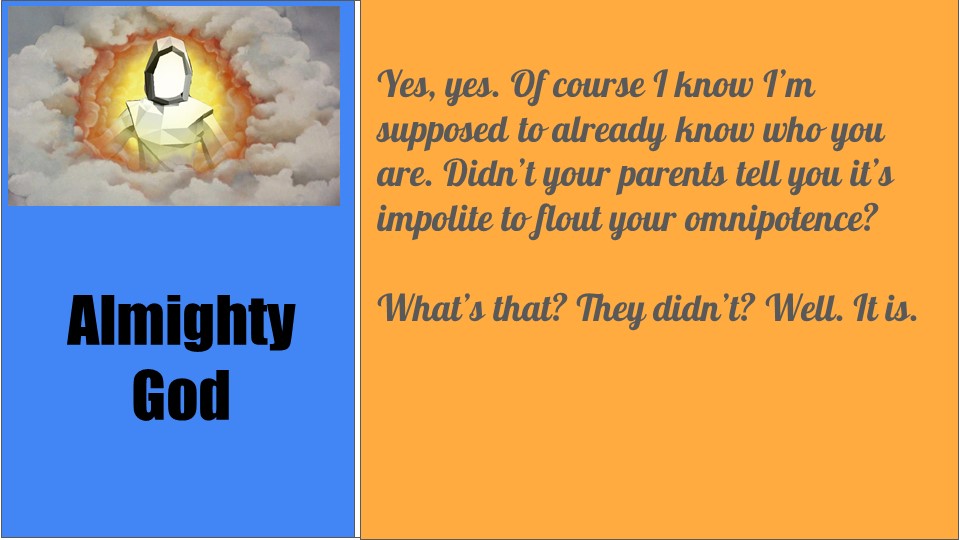 Almighty
God
Yes, yes. Of course I know I'm
supposed to already know who you
are. Didn't your parents tell you it's
impolite to flout your omnipotence?
What's that? They didn't? Well. It is.